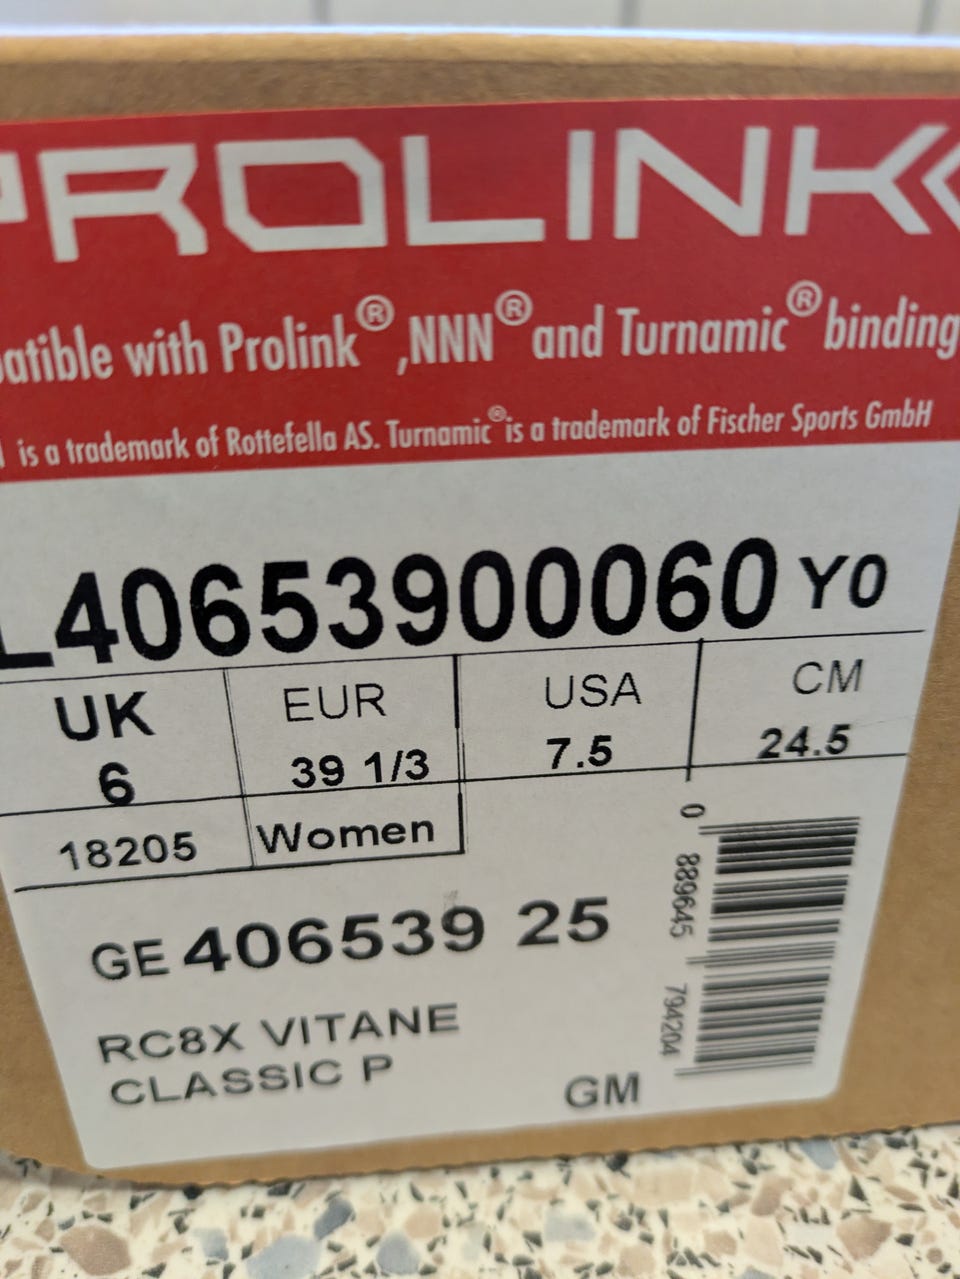 PROLINK
patible with Prolink®,NNN® and Turnamic® binding
is a trademark of Rottefella AS. Turnamic® is a trademark of Fischer Sports GmbH
L40653900060 Y0
UK EUR USA CM
6 39 1/3 7.5 24.5
18205 Women
GE 406539 25
RC8X VITANE
CLASSIC P
GM
0 889645 794204